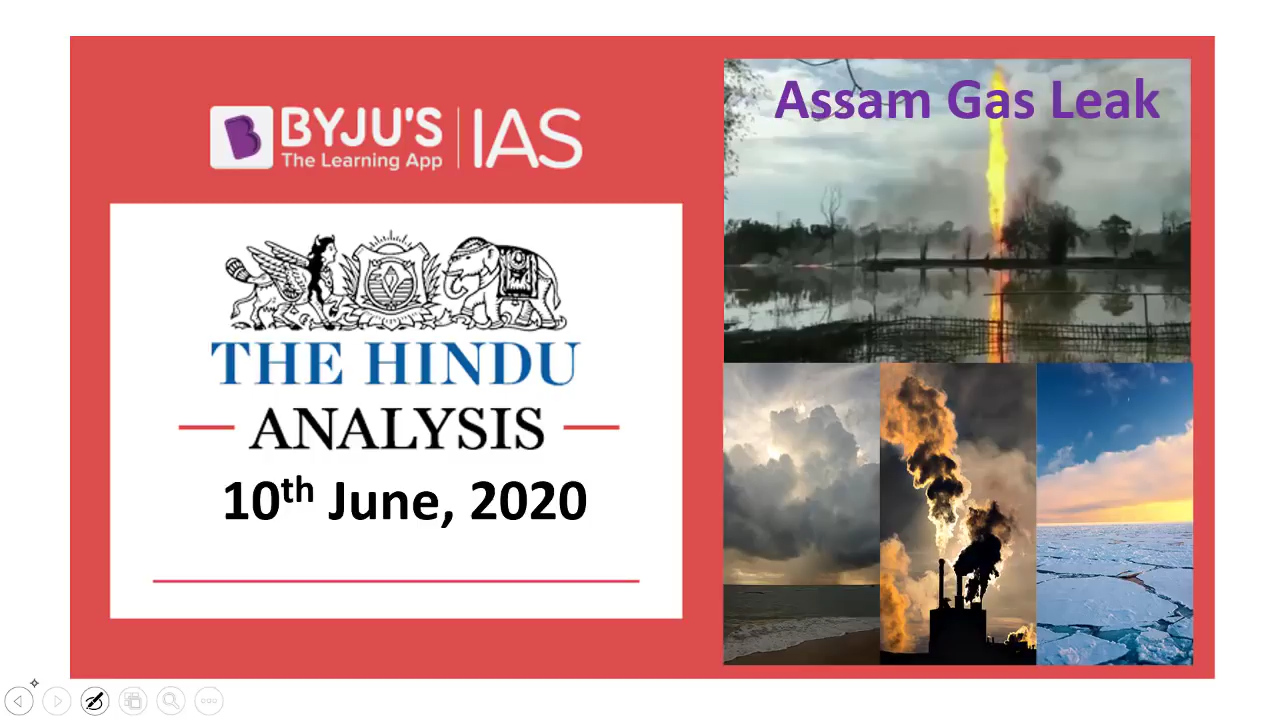 BYJU'S
The Learning App
IAS
THE HINDU
ANALYSIS
10th June, 2020
Assam Gas Leak